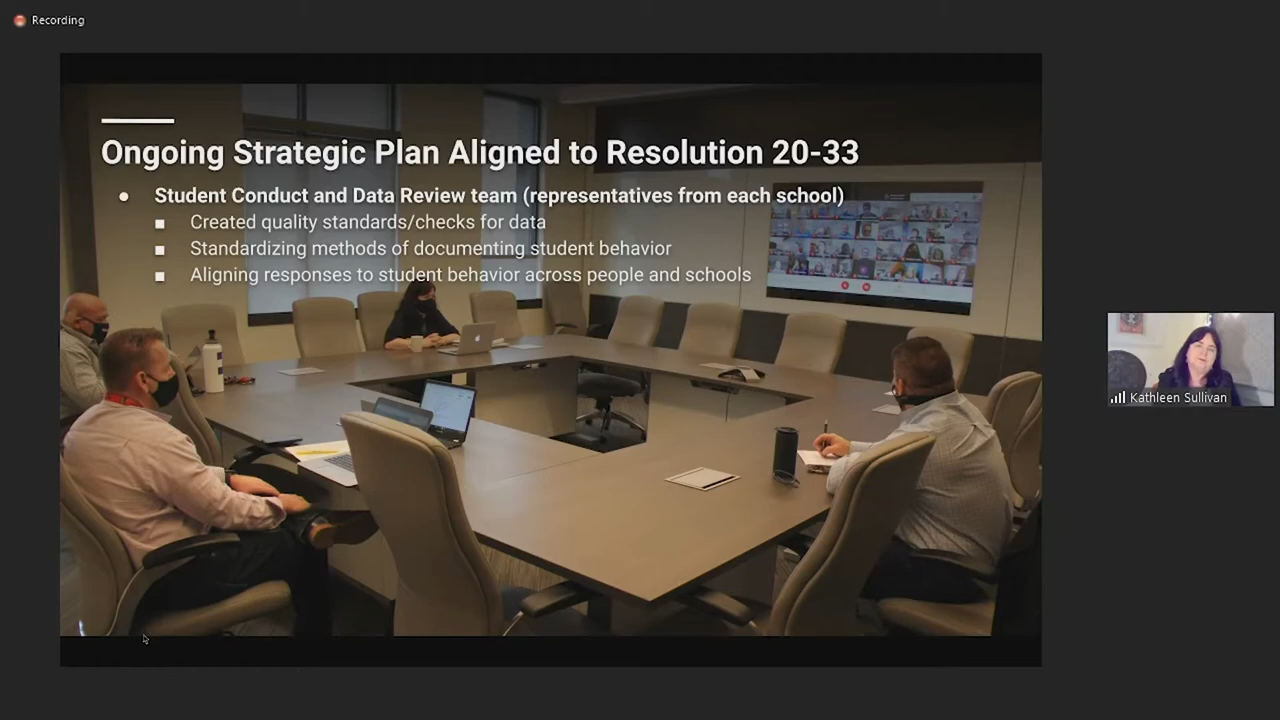 Recording
Ongoing Strategic Plan Aligned to Resolution 20-33
● Student Conduct and Data Review team (representatives from each school)
■ Created quality standards/checks for data
■ Standardizing methods of documenting student behavior
■ Aligning responses to student behavior across people and schools
Kathleen Sullivan